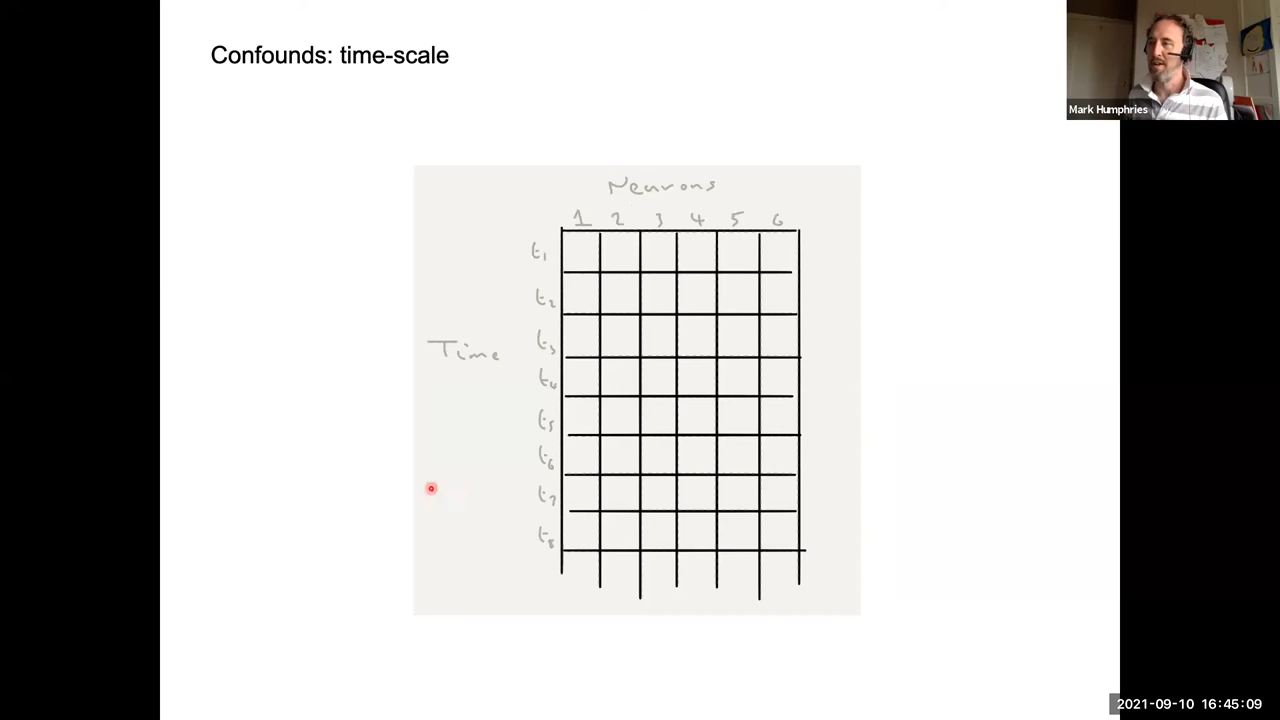 Confounds: time-scale
Mark Humphries
Neurons
1 2 3 4 5 6
t1
t2
t3
Time
t4
t5
t6
t7
t8
2021-09-10 16:45:09